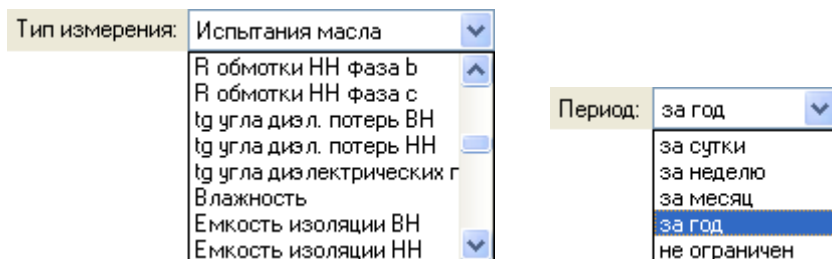 Тип измерения: Испытания масла
R обмотки НН фаза b
R обмотки НН фаза с
tg угла диэл. потерь ВН
tg угла диэл. потерь НН
tg угла диэлектрических г
Влажность
Емкость изоляции ВН
Емкость изоляции НН
Период: за год
за сутки
за неделю
за месяц
за год
не ограничен